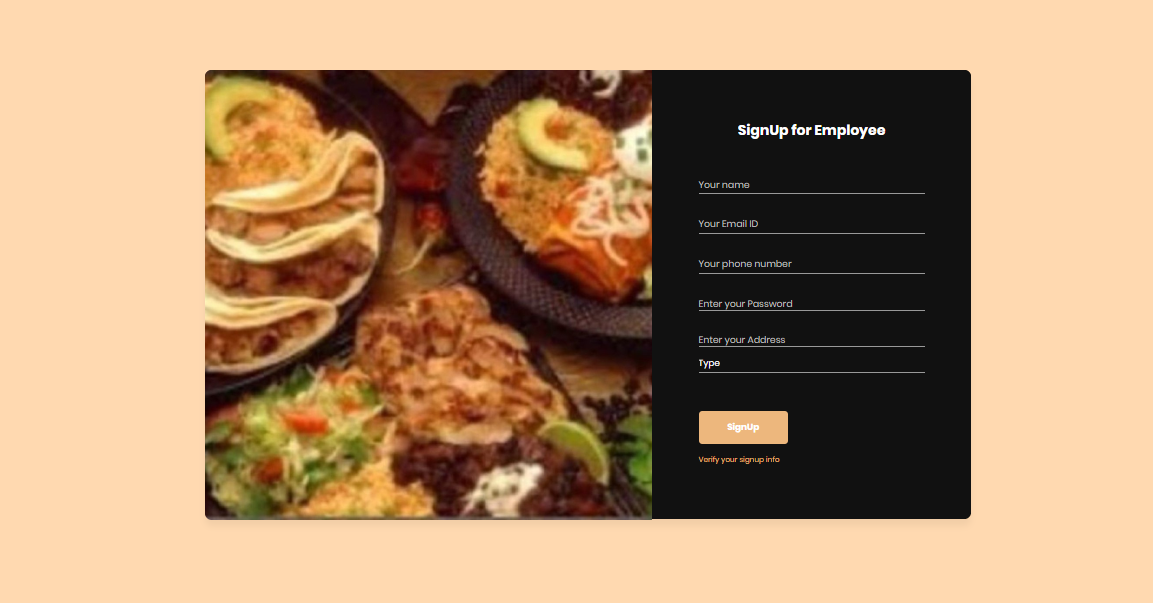 SignUp for Employee
Your name
Your Email ID
Your phone number
Enter your Password
Enter your Address
Type
SignUp
Verify your signup info